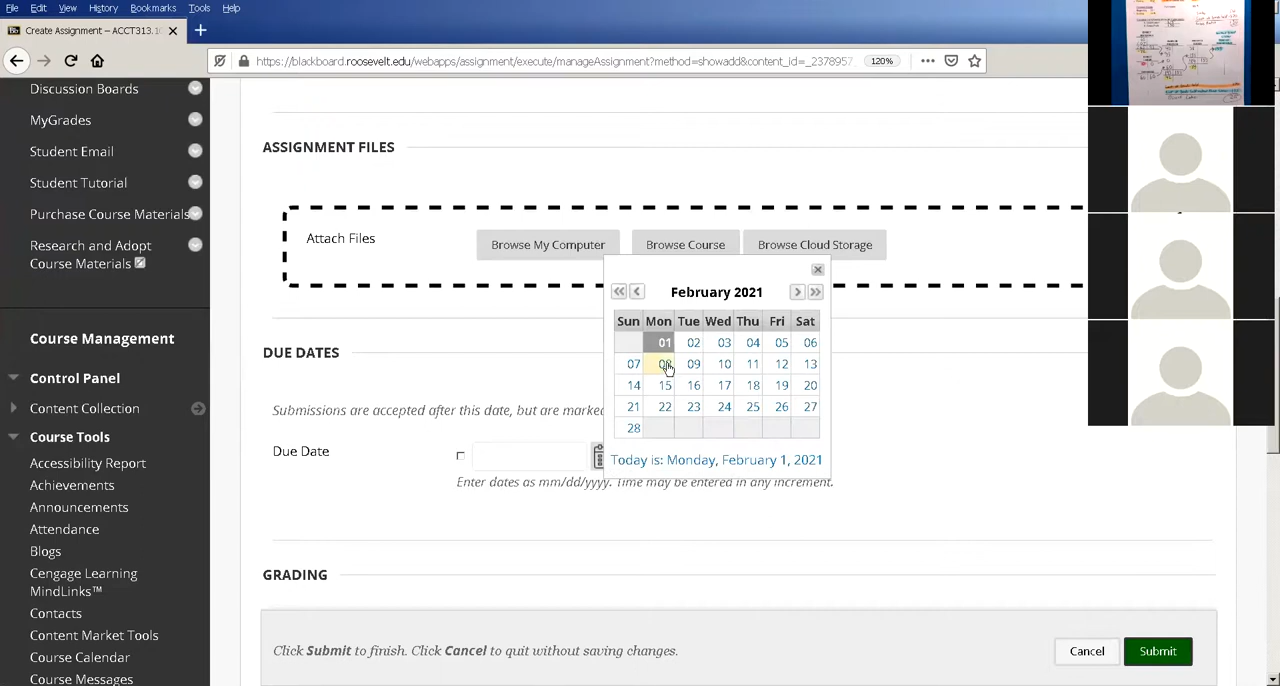 File Edit View History Bookmarks Tools Help
Create Assignment – ACCT313.1
https://blackboard.roosevelt.edu/webapps/assignment/execute/manageAssignment?method=showadd&content_id=_2378957
120%
Discussion Boards
MyGrades
Student Email
Student Tutorial
Purchase Course Materials
Research and Adopt
Course Materials
Course Management
Control Panel
Content Collection
Course Tools
Accessibility Report
Achievements
Announcements
Attendance
Blogs
Cengage Learning
MindLinks™
Contacts
Content Market Tools
Course Calendar
Course Messages
ASSIGNMENT FILES
Attach Files
Browse My Computer Browse Course Browse Cloud Storage
February 2021
Sun Mon Tue Wed Thu Fri Sat
01 02 03 04 05 06
07 08 09 10 11 12 13
14 15 16 17 18 19 20
21 22 23 24 25 26 27
28
Today is: Monday, February 1, 2021
DUE DATES
Submissions are accepted after this date, but are marked
Due Date
Enter dates as mm/dd/yyyy. Time may be entered in any increment.
GRADING
Click Submit to finish. Click Cancel to quit without saving changes.
Cancel Submit